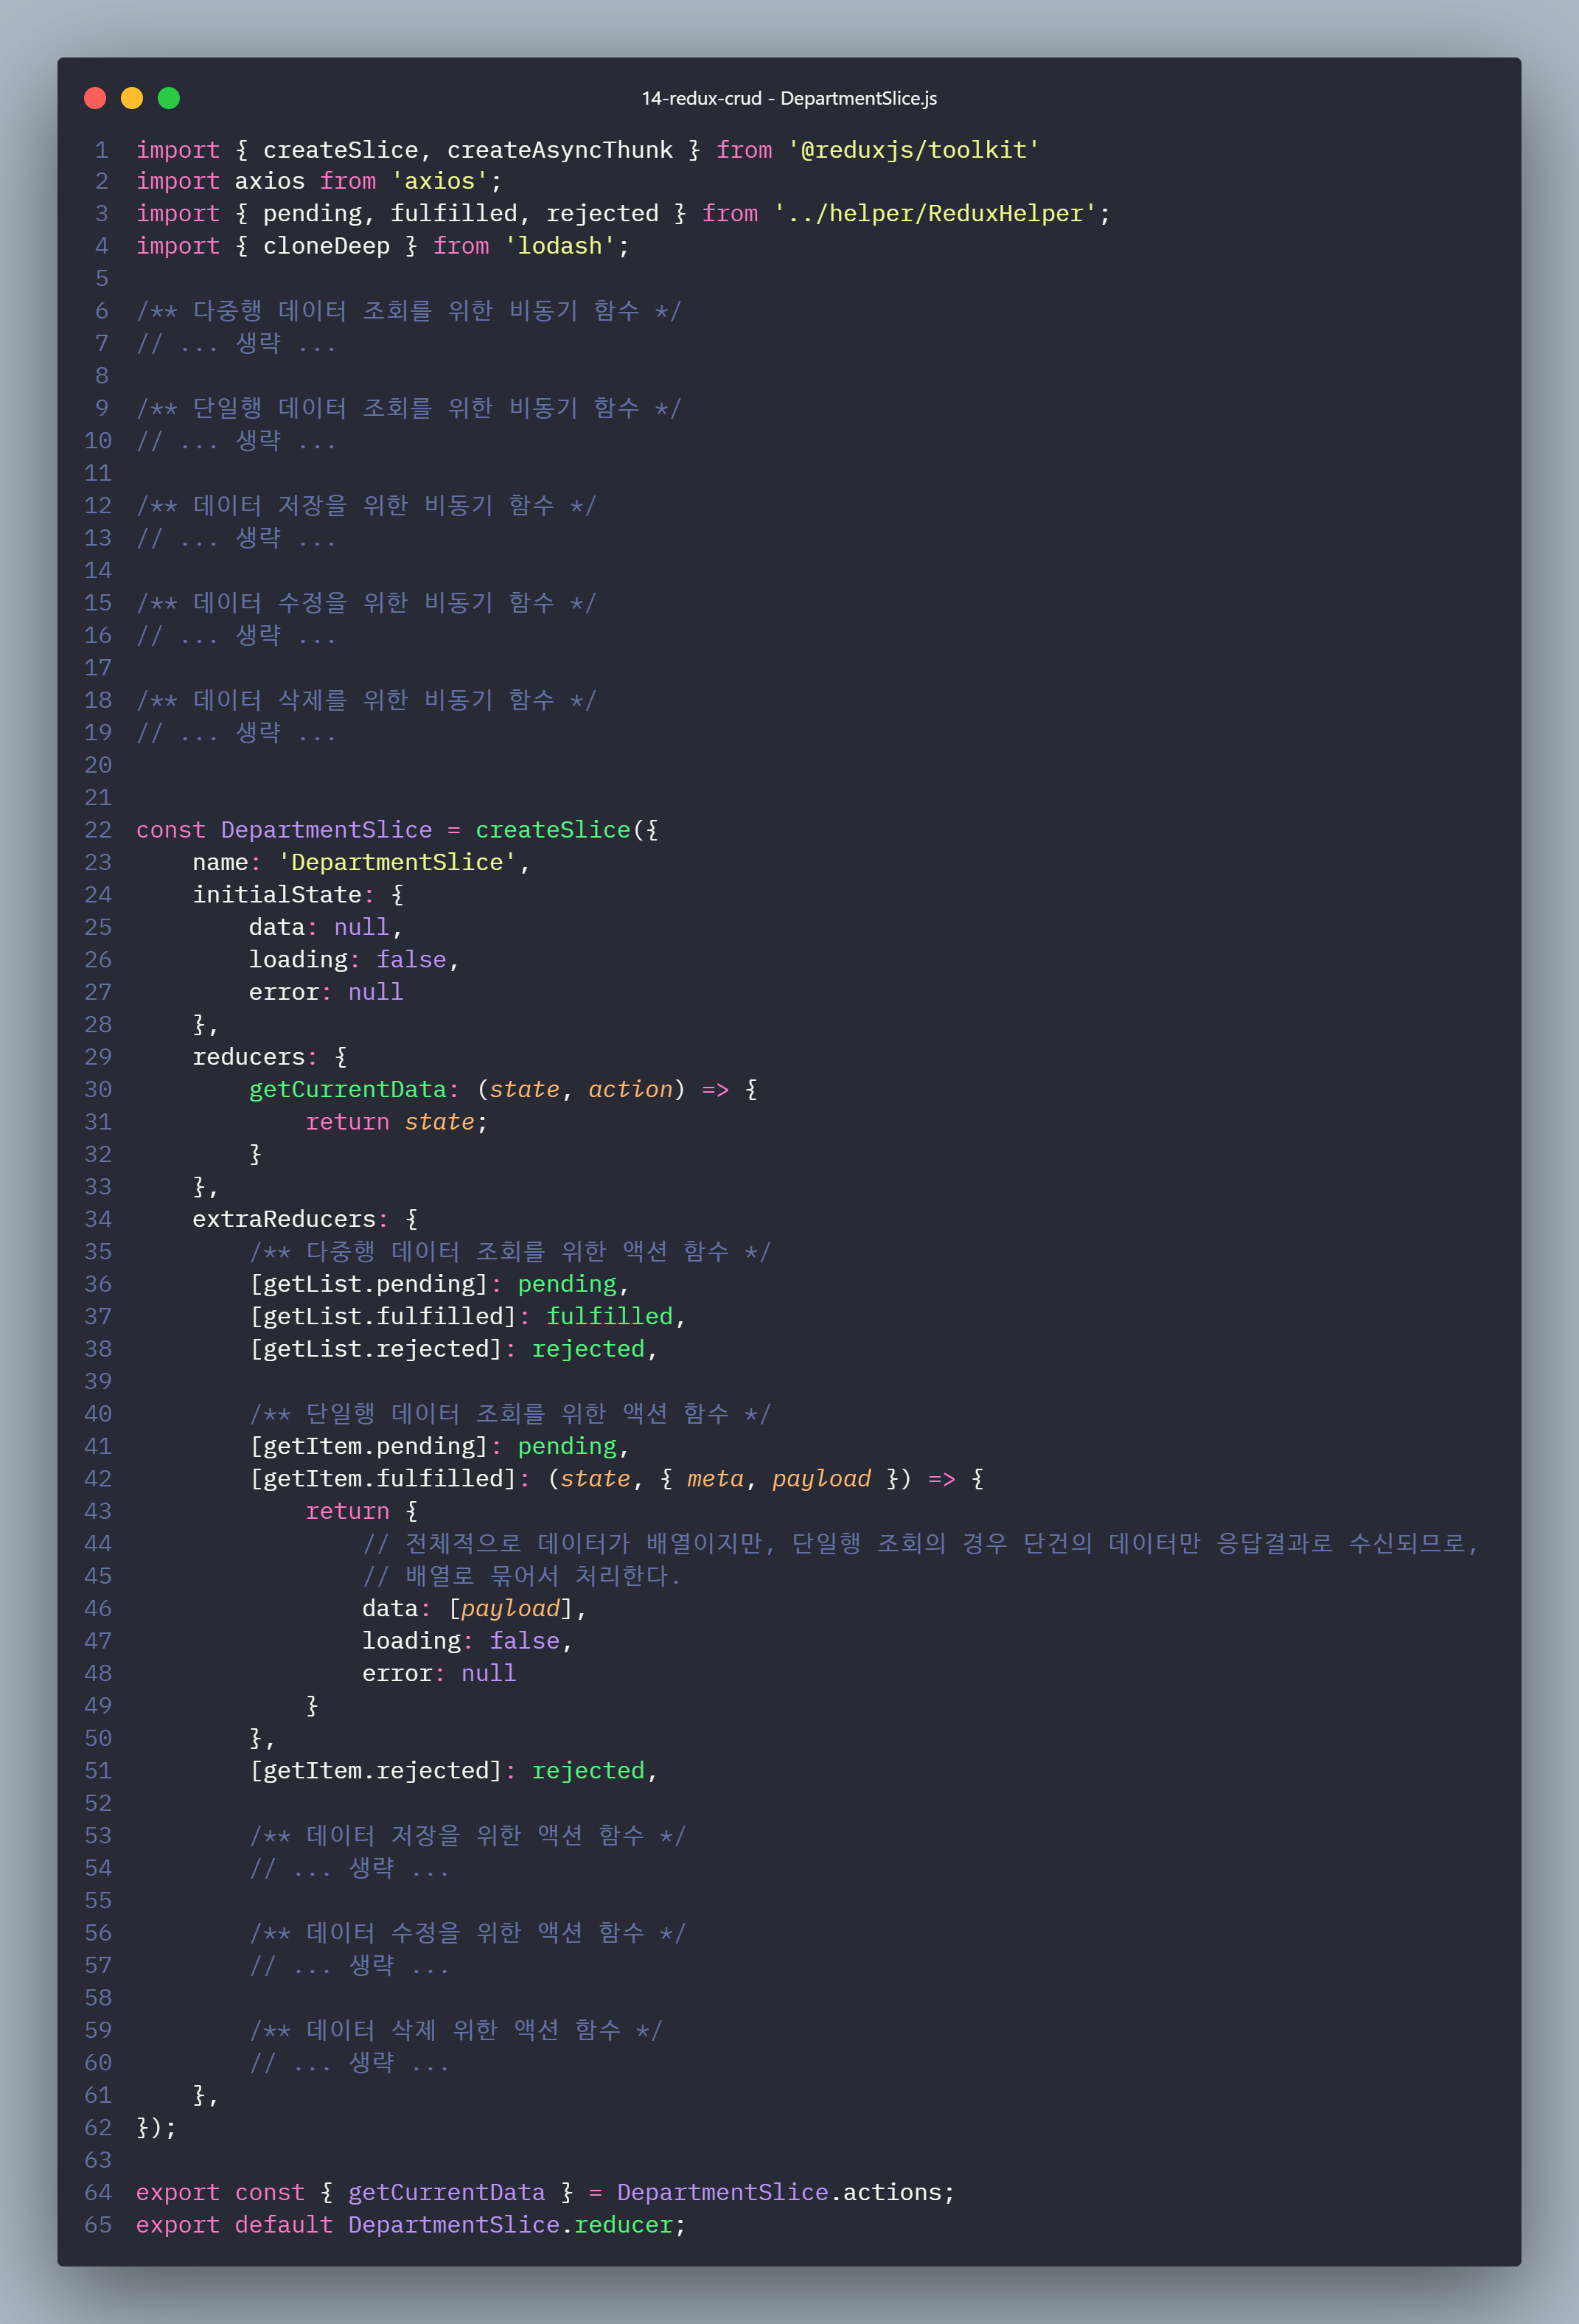 14-redux-crud - DepartmentSlice.js
1 import { createSlice, createAsyncThunk } from '@reduxjs/toolkit'
2 import axios from 'axios';
3 import { pending, fulfilled, rejected } from '../helper/ReduxHelper';
4 import { cloneDeep } from 'lodash';
5
6 /** 다중행 데이터 조회를 위한 비동기 함수 */
7 // ... 생략 ...
8
9 /** 단일행 데이터 조회를 위한 비동기 함수 */
10 // ... 생략 ...
11
12 /** 데이터 저장을 위한 비동기 함수 */
13 // ... 생략 ...
14
15 /** 데이터 수정을 위한 비동기 함수 */
16 // ... 생략 ...
17
18 /** 데이터 삭제를 위한 비동기 함수 */
19 // ... 생략 ...
20
21
22 const DepartmentSlice = createSlice({
23     name: 'DepartmentSlice',
24     initialState: {
25         data: null,
26         loading: false,
27         error: null
28     },
29     reducers: {
30         getCurrentData: (state, action) => {
31             return state;
32         }
33     },
34     extraReducers: {
35         /** 다중행 데이터 조회를 위한 액션 함수 */
36         [getList.pending]: pending,
37         [getList.fulfilled]: fulfilled,
38         [getList.rejected]: rejected,
39
40         /** 단일행 데이터 조회를 위한 액션 함수 */
41         [getItem.pending]: pending,
42         [getItem.fulfilled]: (state, { meta, payload }) => {
43             return {
44                 // 전체적으로 데이터가 배열이지만, 단일행 조회의 경우 단건의 데이터만 응답결과로 수신되므로,
45                 // 배열로 묶어서 처리한다.
46                 data: [payload],
47                 loading: false,
48                 error: null
49             }
50         },
51         [getItem.rejected]: rejected,
52
53         /** 데이터 저장을 위한 액션 함수 */
54         // ... 생략 ...
55
56         /** 데이터 수정을 위한 액션 함수 */
57         // ... 생략 ...
58
59         /** 데이터 삭제 위한 액션 함수 */
60         // ... 생략 ...
61     },
62 });
63
64 export const { getCurrentData } = DepartmentSlice.actions;
65 export default DepartmentSlice.reducer;